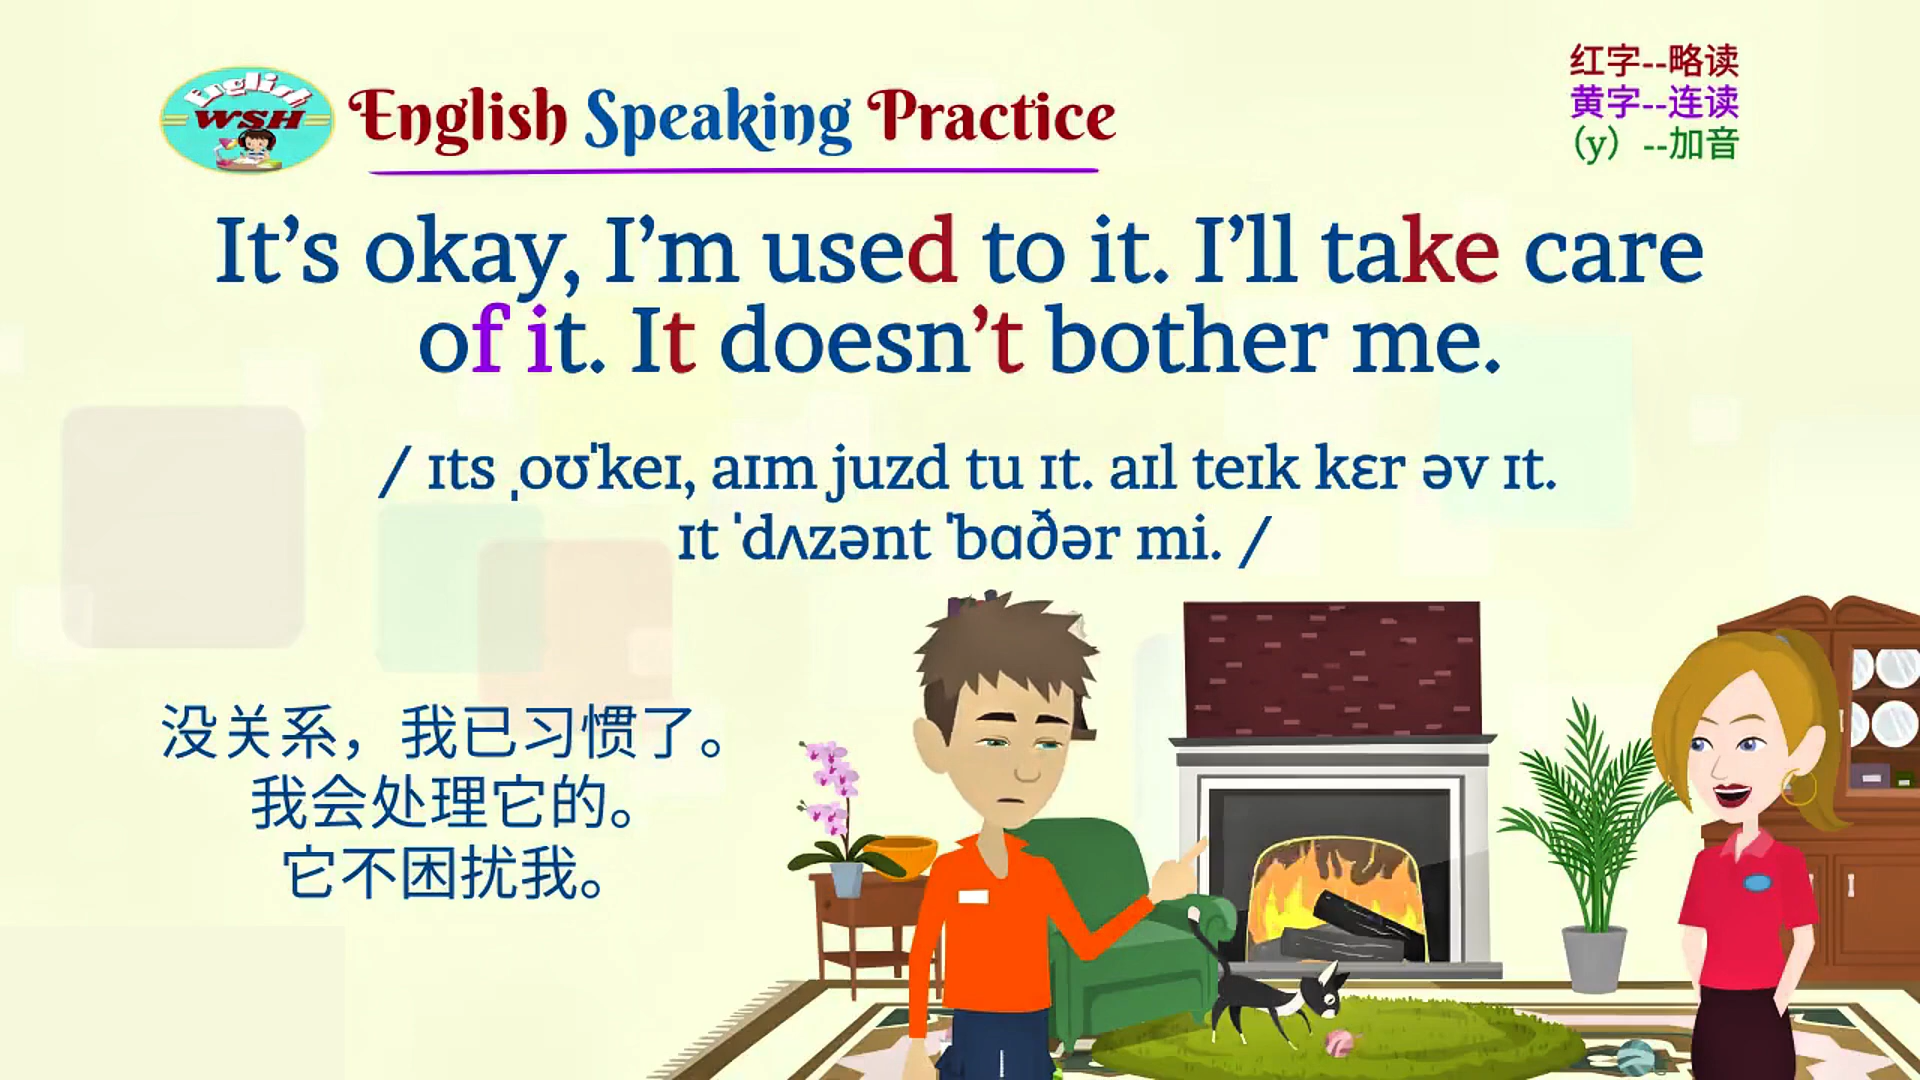 English
WSH
English Speaking Practice
红字--略读
黄字--连读
（y）--加音
It’s okay, I’m used to it. I’ll take care
of it. It doesn’t bother me.
/ ɪts ˌoʊˈkeɪ, aɪm juzd tu ɪt. aɪl teɪk kɛr əv ɪt.
ɪt ˈdʌzənt ˈbɑðər mi. /
没关系，我已习惯了。
我会处理它的。
它不困扰我。